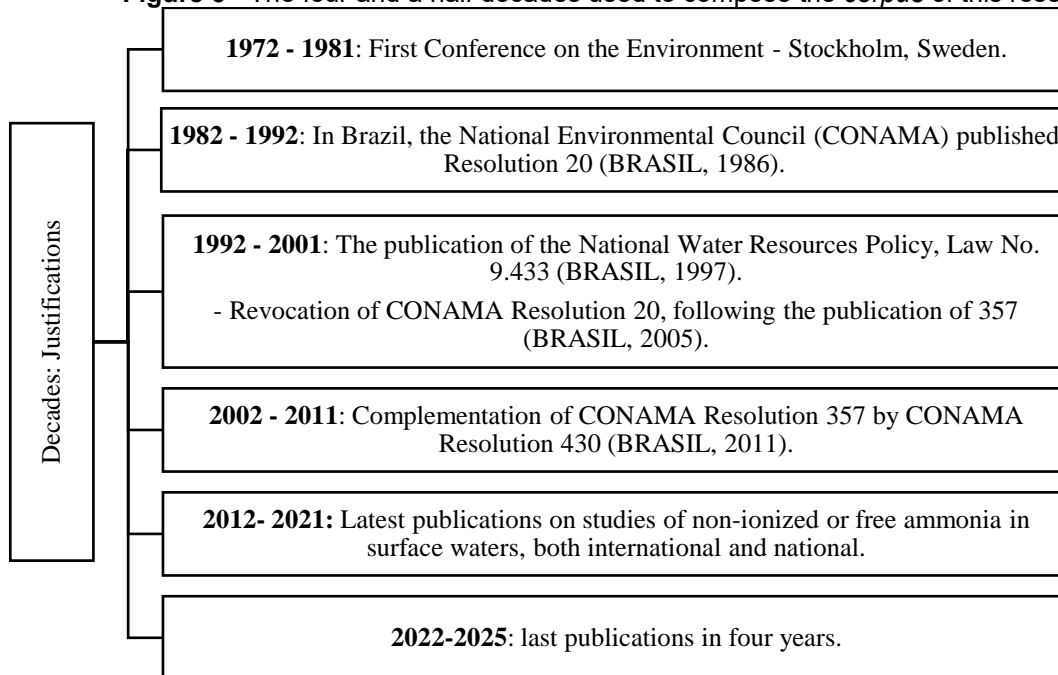 Figure 3 - The four and a half decades used to compose the corpus of this
Decades: Justifications
1972 - 1981: First Conference on the Environment - Stockholm, Sweden.
1982 - 1992: In Brazil, the National Environmental Council (CONAMA) published
Resolution 20 (BRASIL, 1986).
1992 - 2001: The publication of the National Water Resources Policy, Law No.
9.433 (BRASIL, 1997).
- Revocation of CONAMA Resolution 20, following the publication of 357
(BRASIL, 2005).
2002 - 2011: Complementation of CONAMA Resolution 357 by CONAMA
Resolution 430 (BRASIL, 2011).
2012- 2021: Latest publications on studies of non-ionized or free ammonia in
surface waters, both international and national.
2022-2025: last publications in four years.